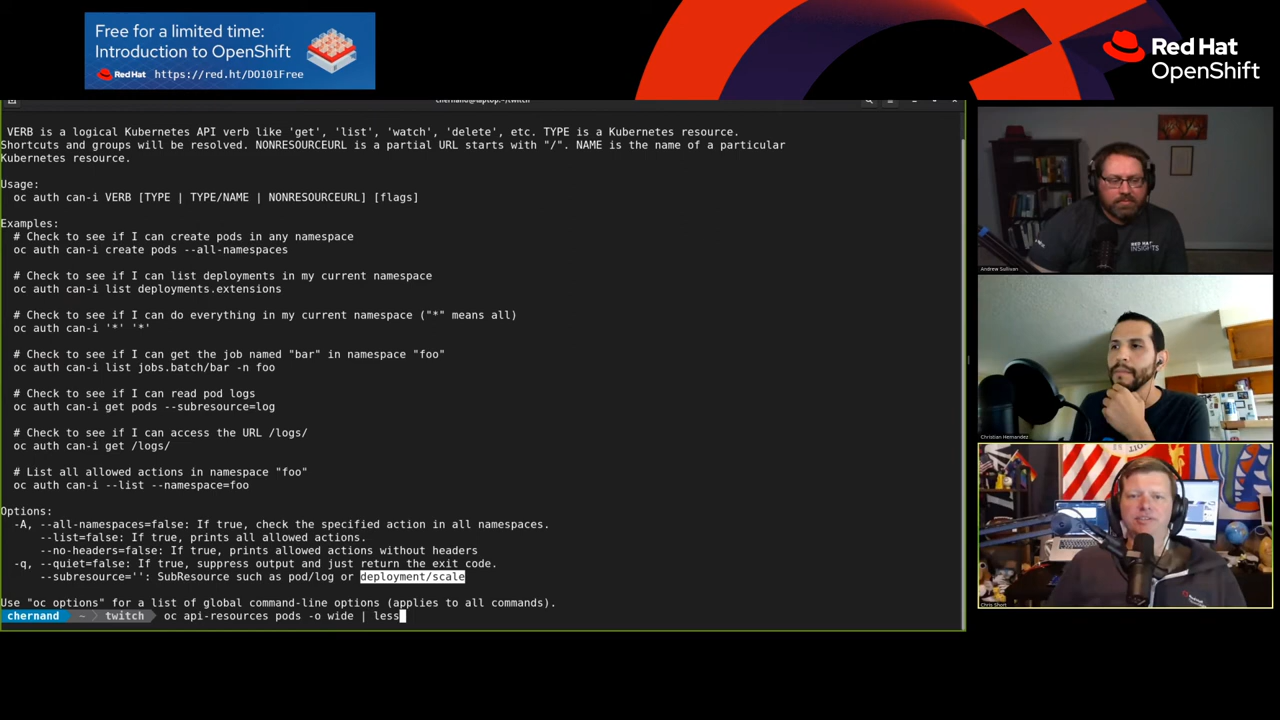 Free for a limited time:
Introduction to OpenShift
Red Hat https://red.ht/DO101Free
Red Hat
OpenShift
chernand@laptop:~/twitch
VERB is a logical Kubernetes API verb like 'get', 'list', 'watch', 'delete', etc. TYPE is a Kubernetes resource.
Shortcuts and groups will be resolved. NONRESOURCEURL is a partial URL starts with "/". NAME is the name of a particular
Kubernetes resource.
Usage:
oc auth can-i VERB [TYPE | TYPE/NAME | NONRESOURCEURL] [flags]
Examples:
# Check to see if I can create pods in any namespace
oc auth can-i create pods --all-namespaces
# Check to see if I can list deployments in my current namespace
oc auth can-i list deployments.extensions
# Check to see if I can do everything in my current namespace ("*" means all)
oc auth can-i '*' '*'
# Check to see if I can get the job named "bar" in namespace "foo"
oc auth can-i list jobs.batch/bar -n foo
# Check to see if I can read pod logs
oc auth can-i get pods --subresource=log
# Check to see if I can access the URL /logs/
oc auth can-i get /logs/
# List all allowed actions in namespace "foo"
oc auth can-i --list --namespace=foo
Options:
-A, --all-namespaces=false: If true, check the specified action in all namespaces.
--list=false: If true, prints all allowed actions.
--no-headers=false: If true, prints allowed actions without headers
-q, --quiet=false: If true, suppress output and just return the exit code.
--subresource='': SubResource such as pod/log or deployment/scale
Use "oc options" for a list of global command-line options (applies to all commands).
chernand ~ twitch oc api-resources pods -o wide | less
RED HAT
INSIGHTS
Andrew Sullivan
Christian Hernandez
Chris Short